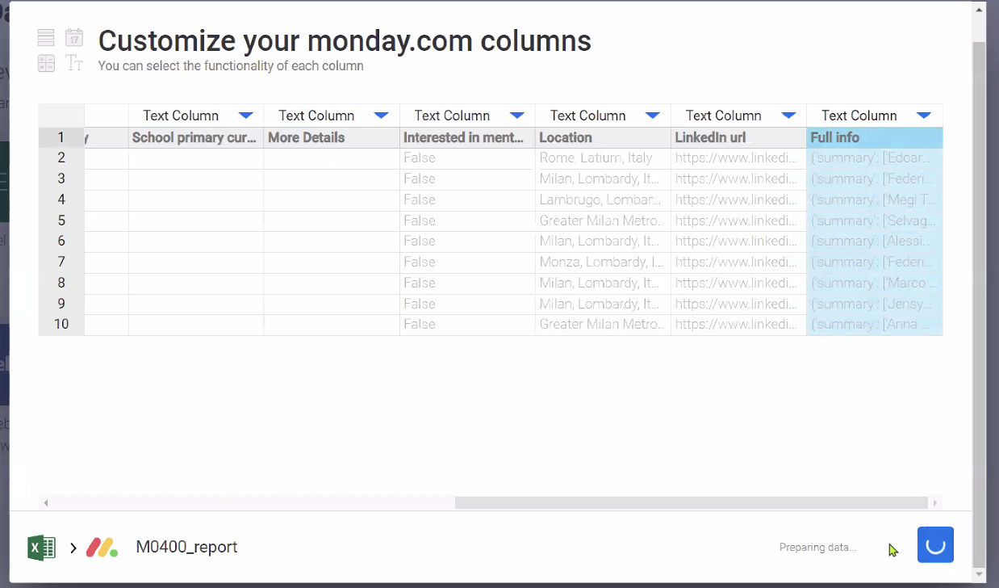 17
Customize your monday.com columns
You can select the functionality of each column
Text Column Text Column Text Column Text Column Text Column Text Column
1 School primary cur... More Details Interested in ment... Location LinkedIn url Full info
2 False Rome, Latium, Italy https://www.linkedi... {'summary': ['Edoar...
3 False Milan, Lombardy, It... https://www.linkedi... {'summary': ['Federi...
4 False Lambrugo, Lombar... https://www.linkedi... {'summary': ['Megi T...
5 False Greater Milan Metro... https://www.linkedi... {'summary': ['Selvag...
6 False Milan, Lombardy, It... https://www.linkedi... {'summary': ['Alessi...
7 False Monza, Lombardy, I... https://www.linkedi... {'summary': ['Federi...
8 False Milan, Lombardy, It... https://www.linkedi... {'summary': ['Marco ...
9 False Milan, Lombardy, It... https://www.linkedi... {'summary': ['Jensy...
10 False Greater Milan Metro... https://www.linkedi... {'summary': ['Anna ...
X M0400_report Preparing data...